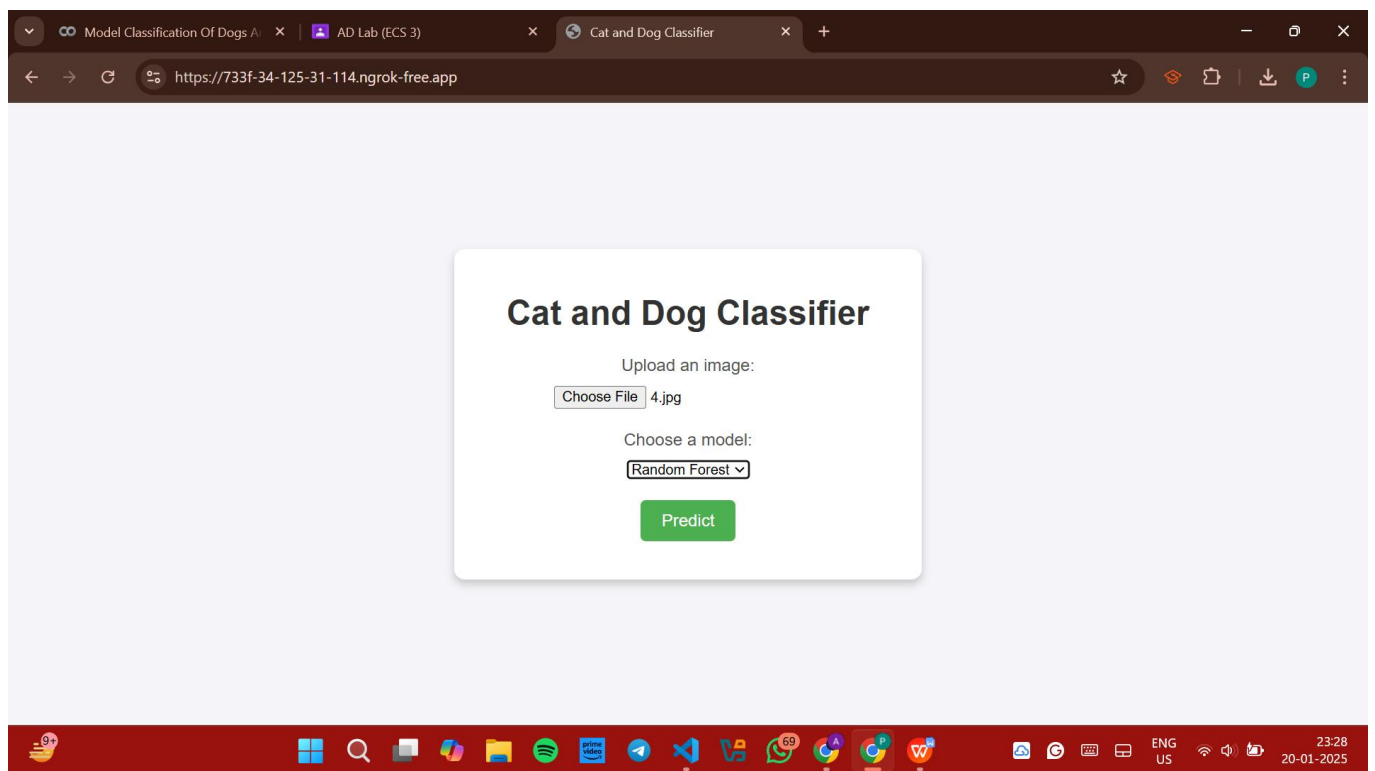 Model Classification Of Dogs A
AD Lab (ECS 3)
Cat and Dog Classifier
https://733f-34-125-31-114.ngrok-free.app
P
Cat and Dog Classifier
Upload an image:
Choose File 4.jpg
Choose a model:
Random Forest
Predict
9+
prime video
69
A
P
W
G
ENG
US
23:28
20-01-2025